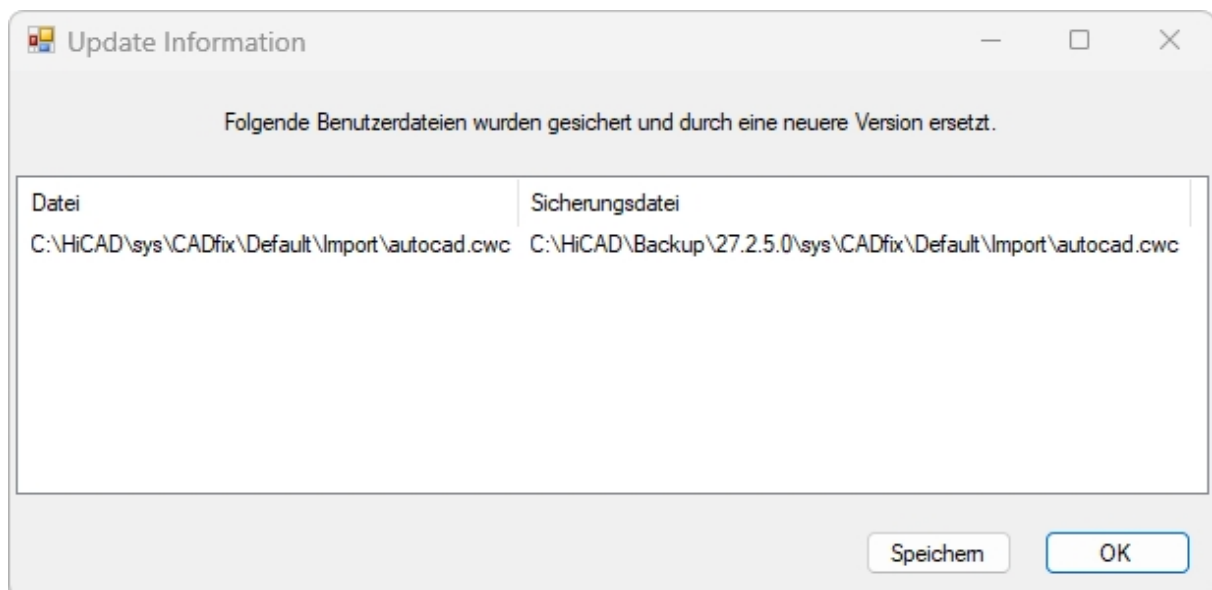 Update Information
Folgende Benutzerdateien wurden gesichert und durch eine neuere Version ersetzt.
Datei Sicherungsdatei
C:\HiCAD\sys\CADfix\Default\Import\autocad.cwc C:\HiCAD\Backup\27.2.5.0\sys\CADfix\Default\Import\autocad.cwc
Speichern OK